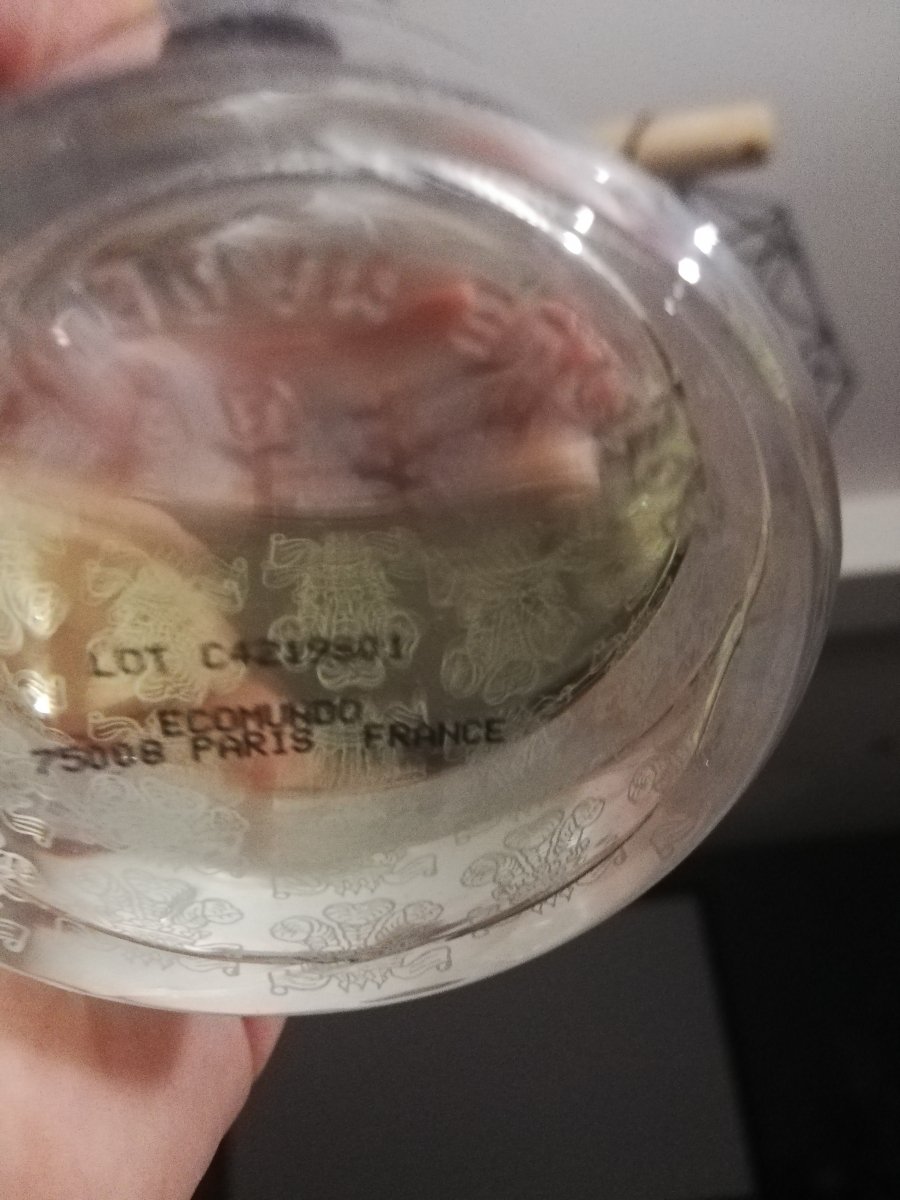 LOT C4219S01
ECOMUNDO
75008 PARIS FRANCE